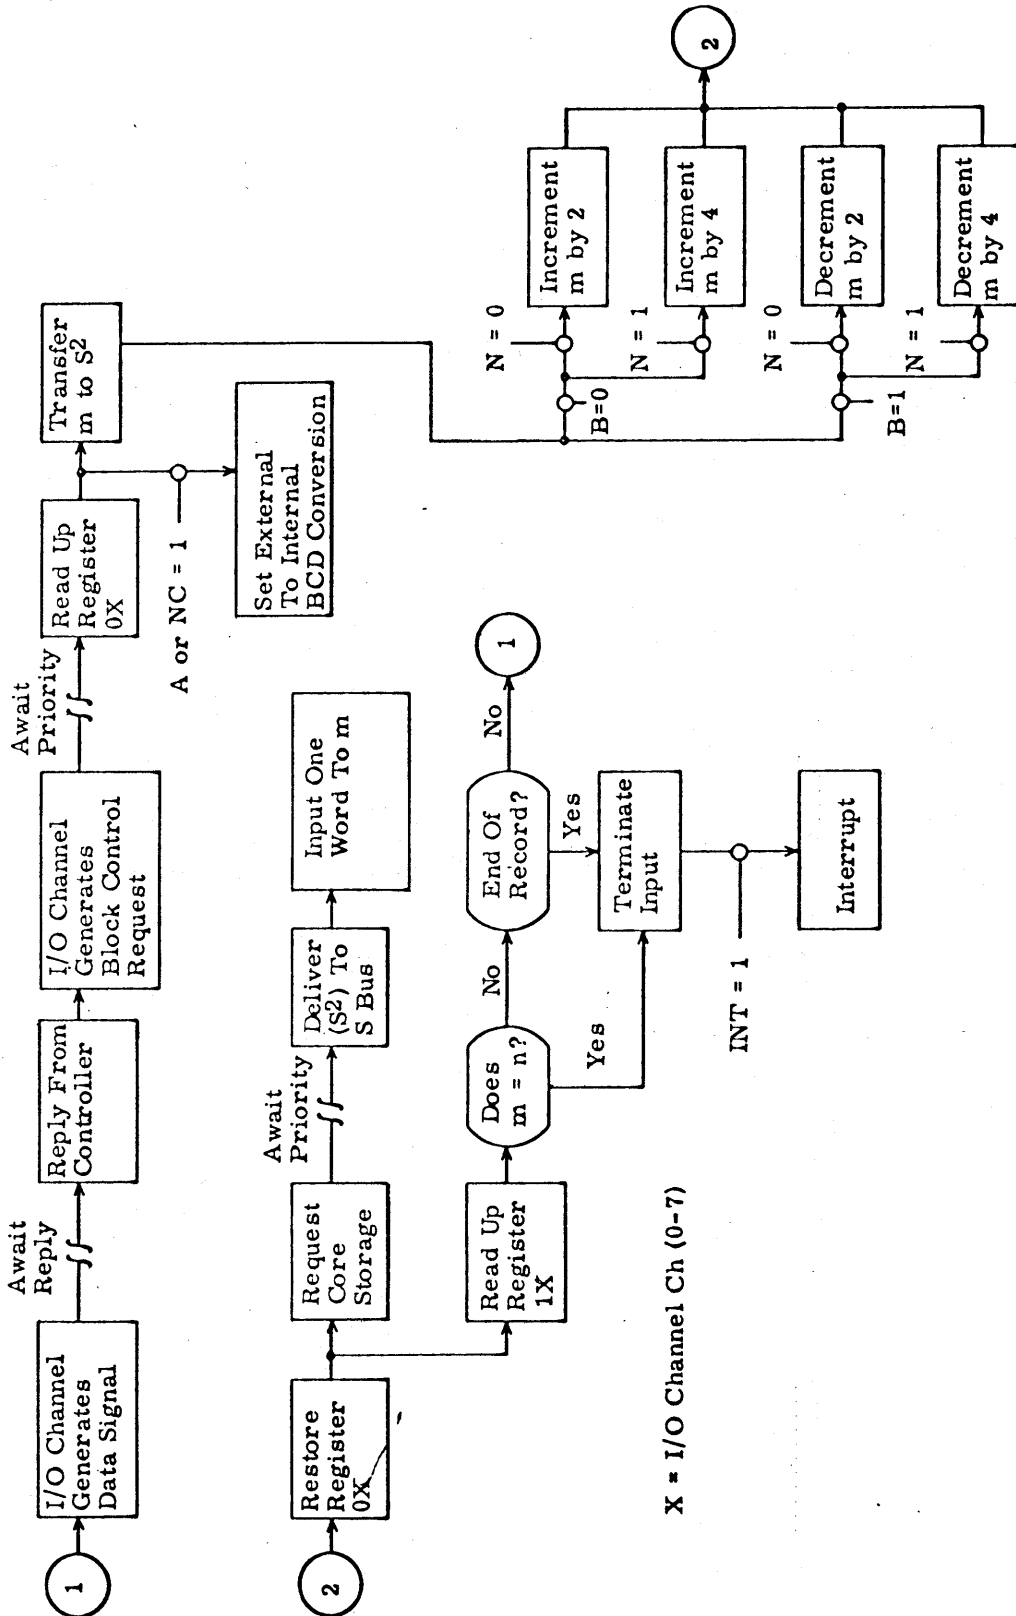 1
I/O Channel
Generates
Data Signal
Await
Reply
Reply From
Controller
I/O Channel
Generates
Block Control
Request
Await
Priority
Read Up
Register
0X
Transfer
m to S²
A or NC = 1
Set External
To Internal
BCD Conversion
B=0
B=1
N = 0
Increment
m by 2
N = 1
Increment
m by 4
N = 0
Decrement
m by 2
N = 1
Decrement
m by 4
2
2
Restore
Register
0X
Request
Core
Storage
Await
Priority
Deliver
(S²) To
S Bus
Input One
Word To m
Read Up
Register
1X
Does
m = n?
No
Yes
End Of
Record?
No
1
Yes
Terminate
Input
INT = 1
Interrupt
X = I/O Channel Ch (0-7)